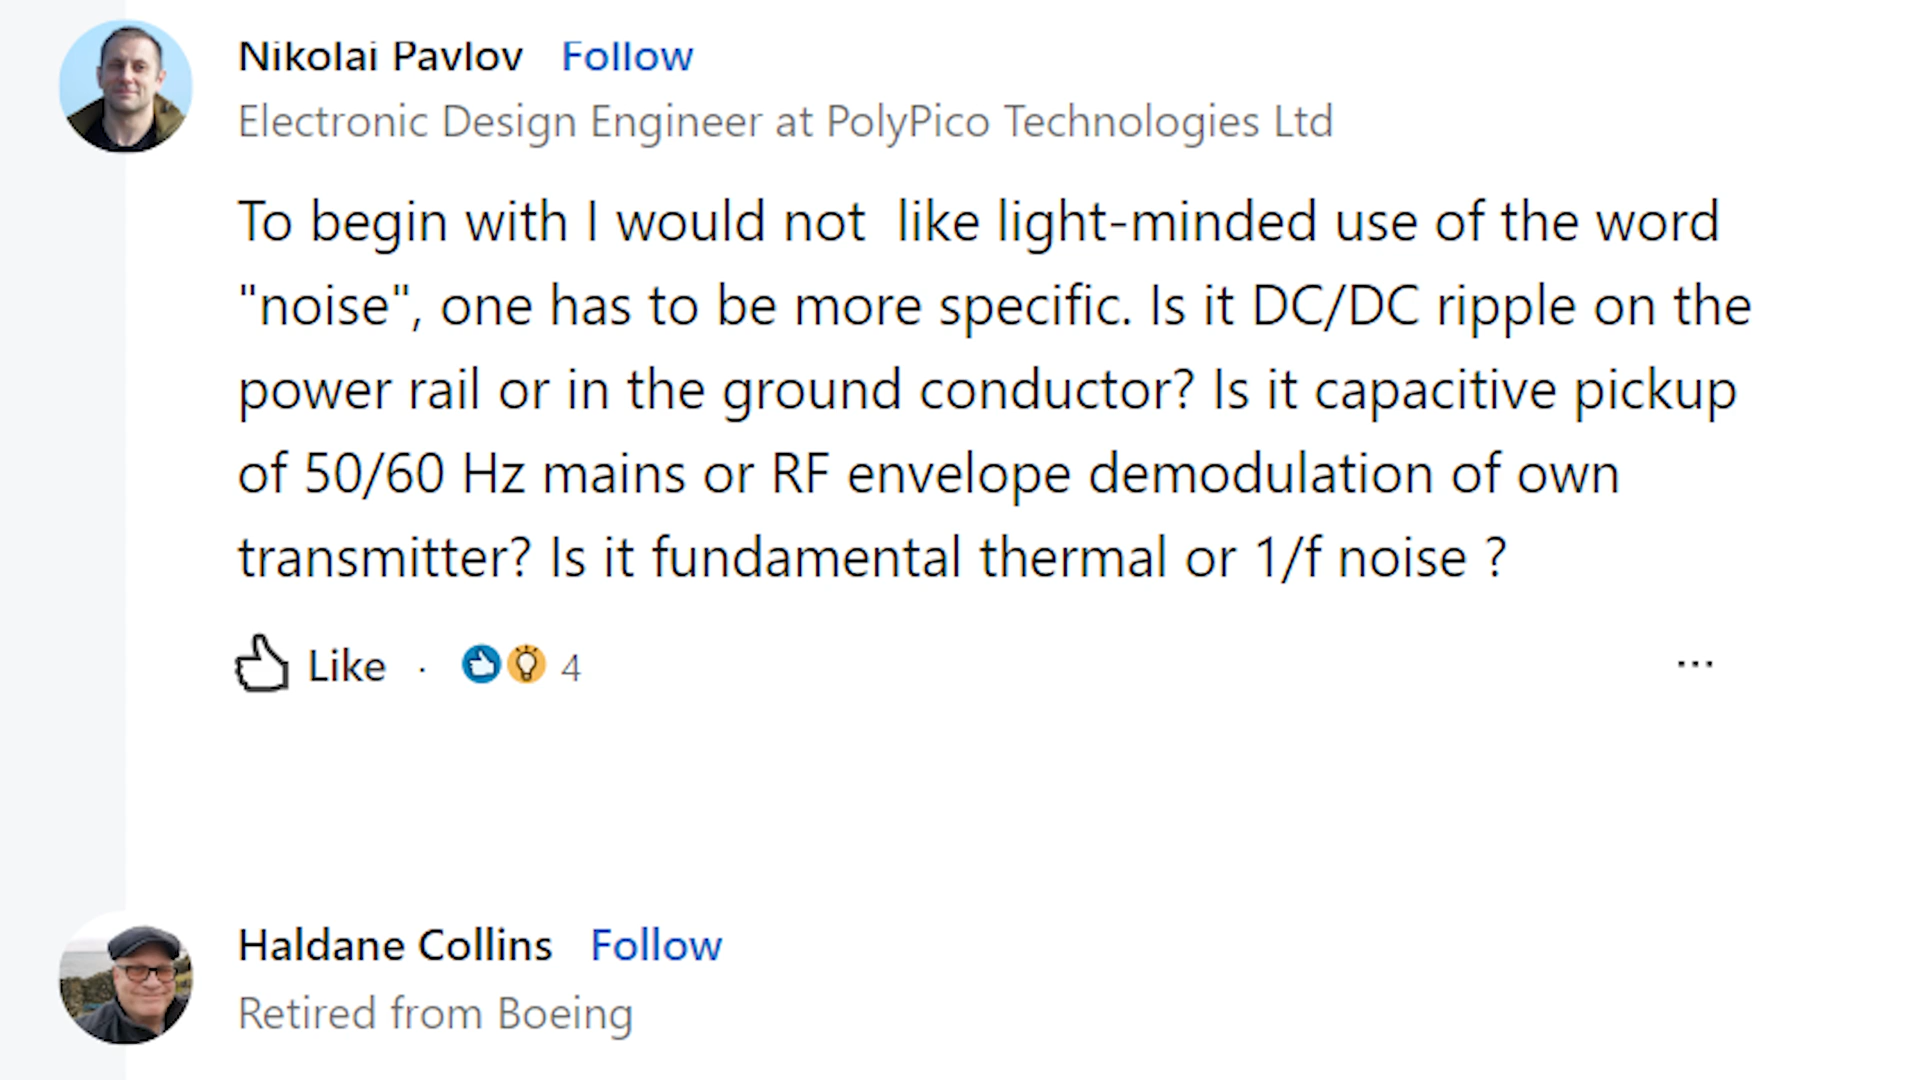 Nikolai Pavlov Follow
Electronic Design Engineer at PolyPico Technologies Ltd
To begin with I would not  like light-minded use of the word
"noise", one has to be more specific. Is it DC/DC ripple on the
power rail or in the ground conductor? Is it capacitive pickup
of 50/60 Hz mains or RF envelope demodulation of own
transmitter? Is it fundamental thermal or 1/f noise ?
Like · 4 ...
Haldane Collins Follow
Retired from Boeing